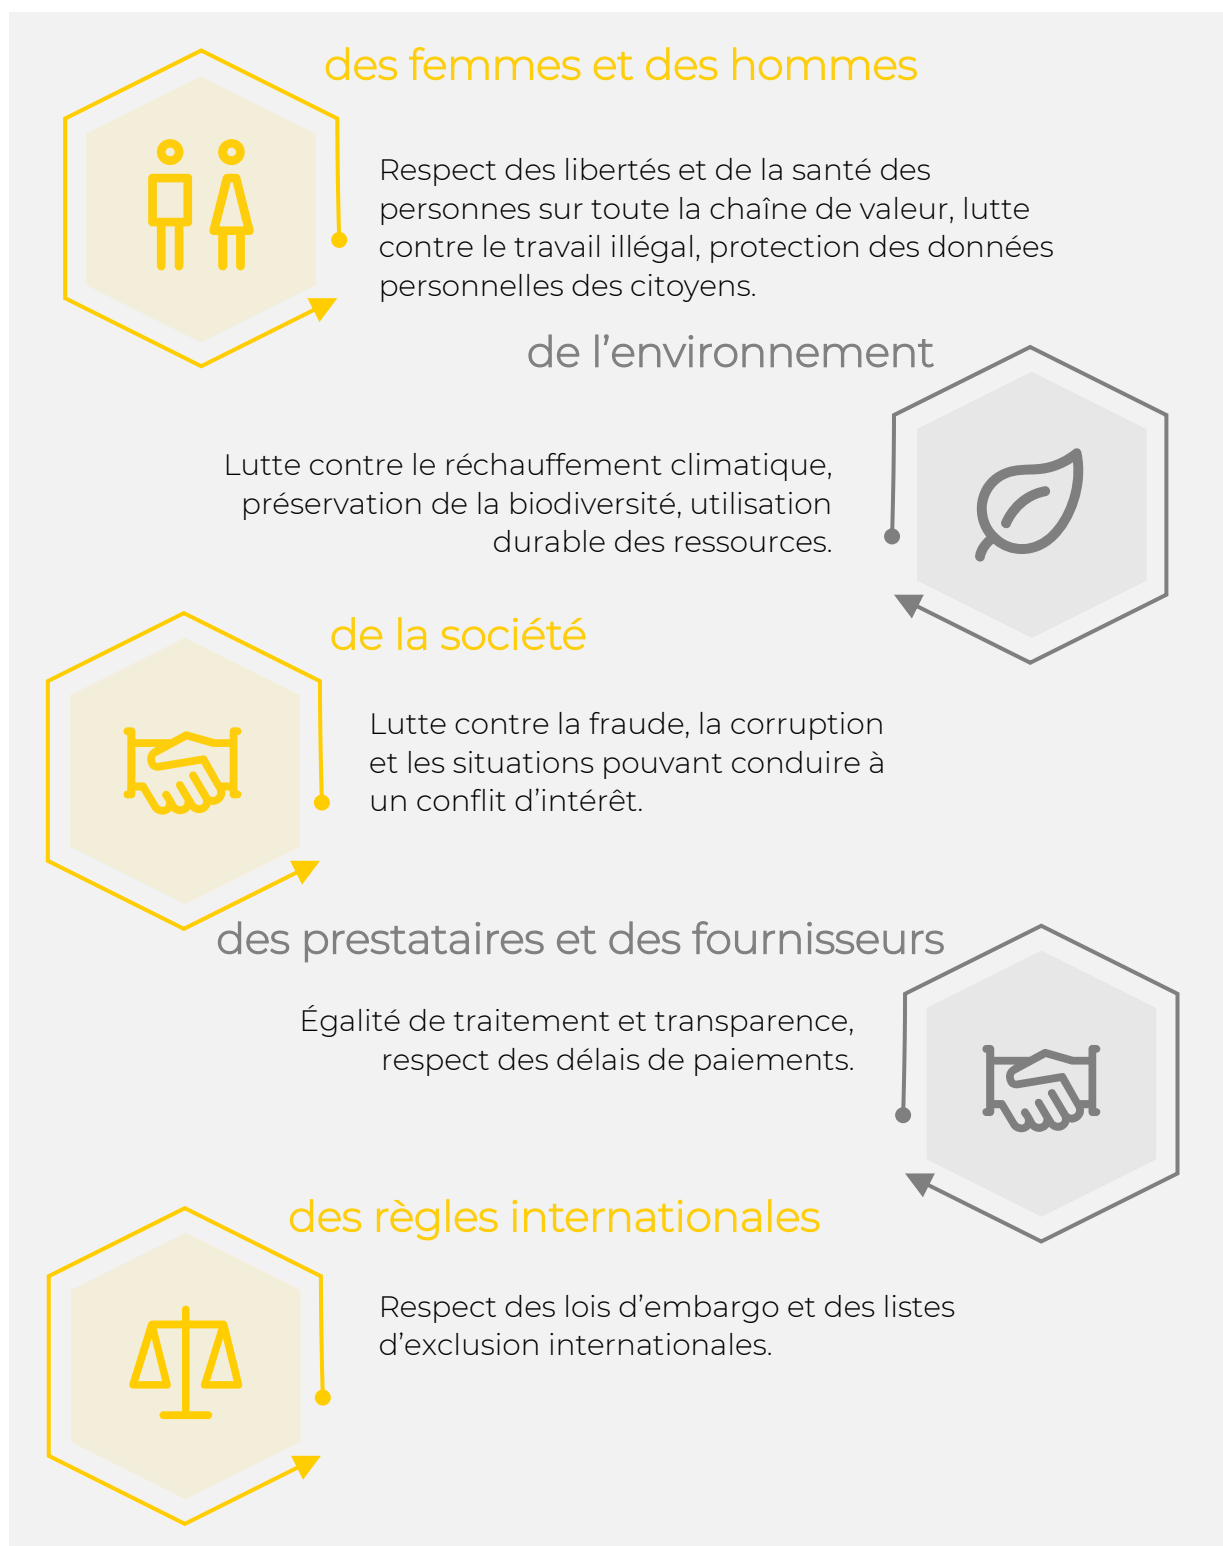 des femmes et des hommes
Respect des libertés et de la santé des
personnes sur toute la chaîne de valeur, lutte
contre le travail illégal, protection des données
personnelles des citoyens.
de l’environnement
Lutte contre le réchauffement climatique,
préservation de la biodiversité, utilisation
durable des ressources.
de la société
Lutte contre la fraude, la corruption
et les situations pouvant conduire à
un conflit d’intérêt.
des prestataires et des fournisseurs
Égalité de traitement et transparence,
respect des délais de paiements.
des règles internationales
Respect des lois d’embargo et des listes
d’exclusion internationales.